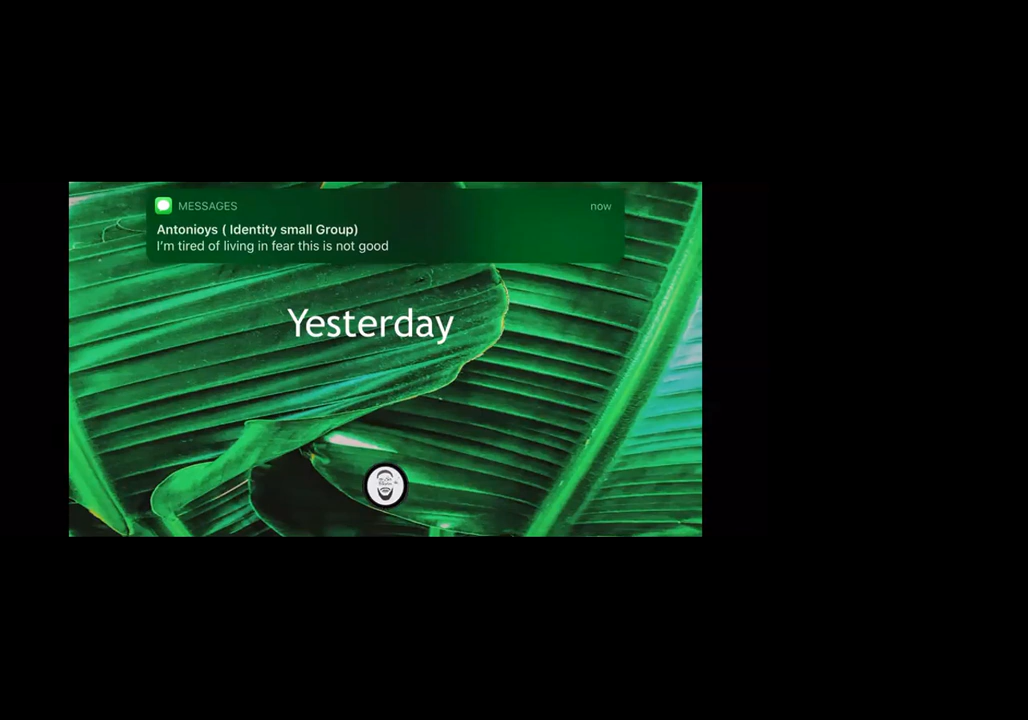 MESSAGES
now
Antonioys ( Identity small Group)
I'm tired of living in fear this is not good
Yesterday